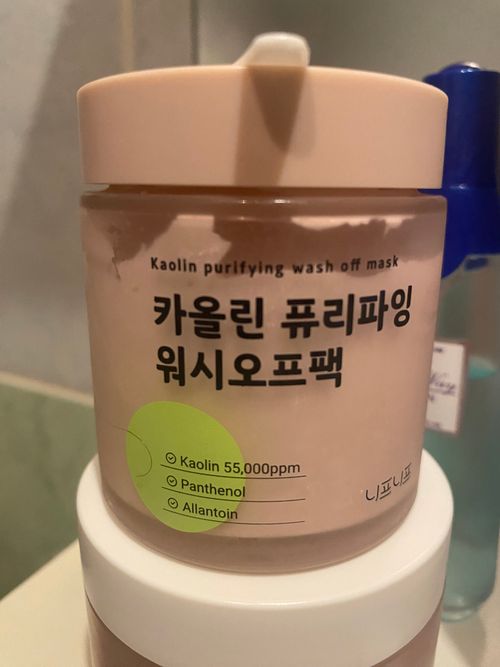 Kaolin purifying wash off mask
카올린 퓨리파잉
워시오프팩
Kaolin 55,000ppm
Panthenol
Allantoin
니프니프